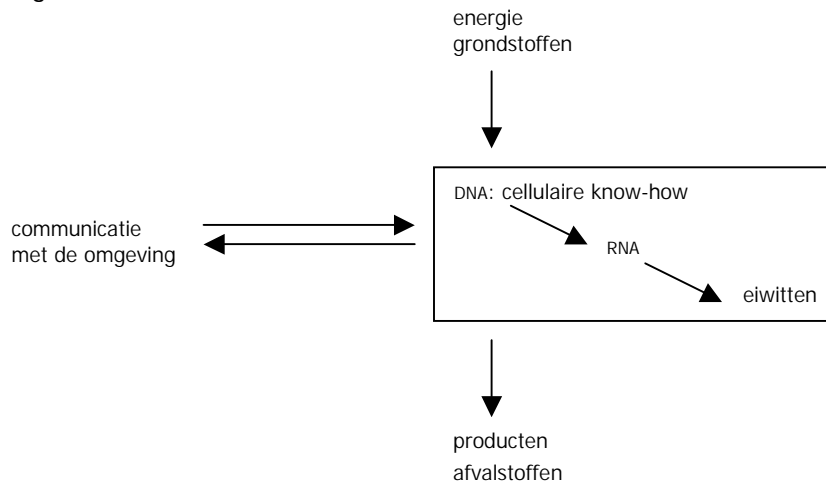 energie
grondstoffen
DNA: cellulaire know-how
communicatie
met de omgeving
RNA
eiwitten
producten
afvalstoffen